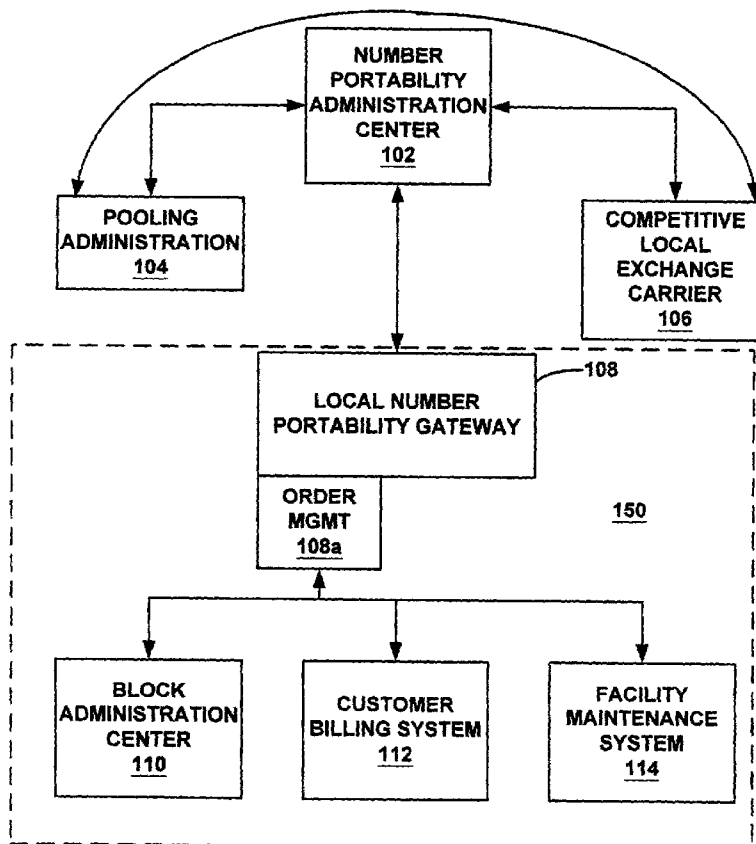 NUMBER
PORTABILITY
ADMINISTRATION
CENTER
102
POOLING
ADMINISTRATION
104
COMPETITIVE
LOCAL
EXCHANGE
CARRIER
106
108
LOCAL NUMBER
PORTABILITY GATEWAY
ORDER
MGMT
108a
150
BLOCK
ADMINISTRATION
CENTER
110
CUSTOMER
BILLING SYSTEM
112
FACILITY
MAINTENANCE
SYSTEM
114